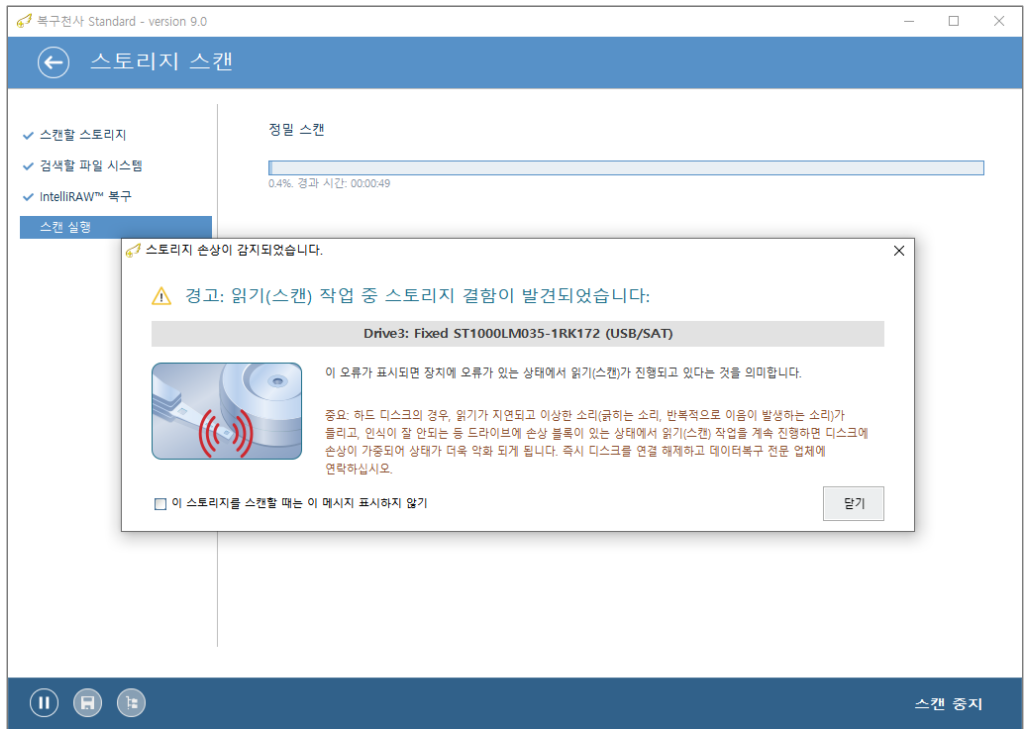 복구천사 Standard - version 9.0
스토리지 스캔
스캔할 스토리지
검색할 파일 시스템
IntelliRAW™ 복구
스캔 실행
정밀 스캔
0.4%. 경과 시간: 00:00:49
스토리지 손상이 감지되었습니다.
경고: 읽기(스캔) 작업 중 스토리지 결함이 발견되었습니다:
Drive3: Fixed ST1000LM035-1RK172 (USB/SAT)
이 오류가 표시되면 장치에 오류가 있는 상태에서 읽기(스캔)가 진행되고 있다는 것을 의미합니다.
중요: 하드 디스크의 경우, 읽기가 지연되고 이상한 소리(긁히는 소리, 반복적으로 이음이 발생하는 소리)가
들리고, 인식이 잘 안되는 등 드라이브에 손상 블록이 있는 상태에서 읽기(스캔) 작업을 계속 진행하면 디스크에
손상이 가중되어 상태가 더욱 악화 되게 됩니다. 즉시 디스크를 연결 해제하고 데이터복구 전문 업체에
연락하십시오.
이 스토리지를 스캔할 때는 이 메시지 표시하지 않기
닫기
스캔 중지